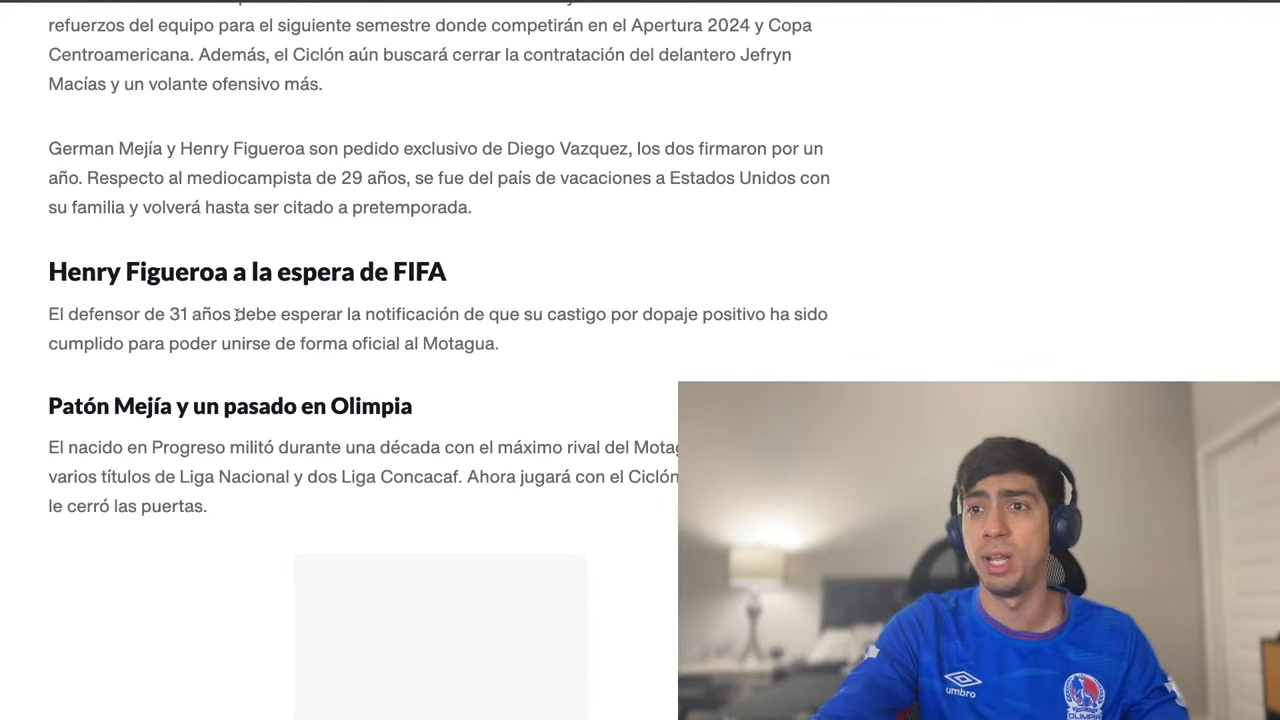 refuerzos del equipo para el siguiente semestre donde competirán en el Apertura 2024 y Copa
Centroamericana. Además, el Ciclón aún buscará cerrar la contratación del delantero Jefryn
Macías y un volante ofensivo más.
German Mejía y Henry Figueroa son pedido exclusivo de Diego Vazquez, los dos firmaron por un
año. Respecto al mediocampista de 29 años, se fue del país de vacaciones a Estados Unidos con
su familia y volverá hasta ser citado a pretemporada.
Henry Figueroa a la espera de FIFA
El defensor de 31 años debe esperar la notificación de que su castigo por dopaje positivo ha sido
cumplido para poder unirse de forma oficial al Motagua.
Patón Mejía y un pasado en Olimpia
El nacido en Progreso militó durante una década con el máximo rival del
varios títulos de Liga Nacional y dos Liga Concacaf. Ahora jugará con el Ciclón
le cerró las puertas.
umbro
OLIMPIA